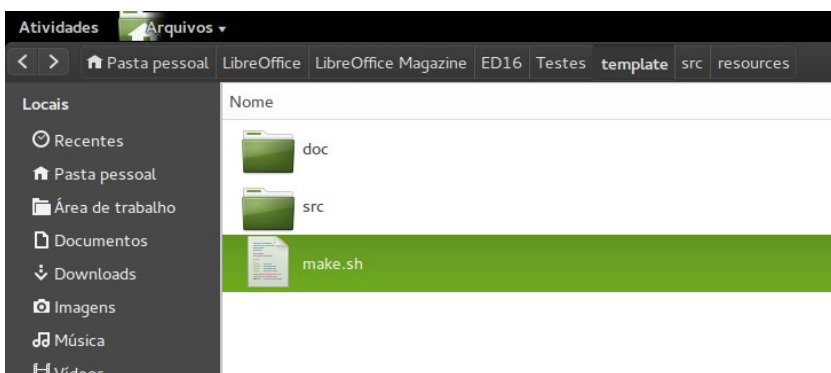 Atividades Arquivos
Pasta pessoal LibreOffice LibreOffice Magazine ED16 Testes template src resources
Locais
Recentes
Pasta pessoal
Área de trabalho
Documentos
Downloads
Imagens
Música
Vídeos
Nome
doc
src
make.sh